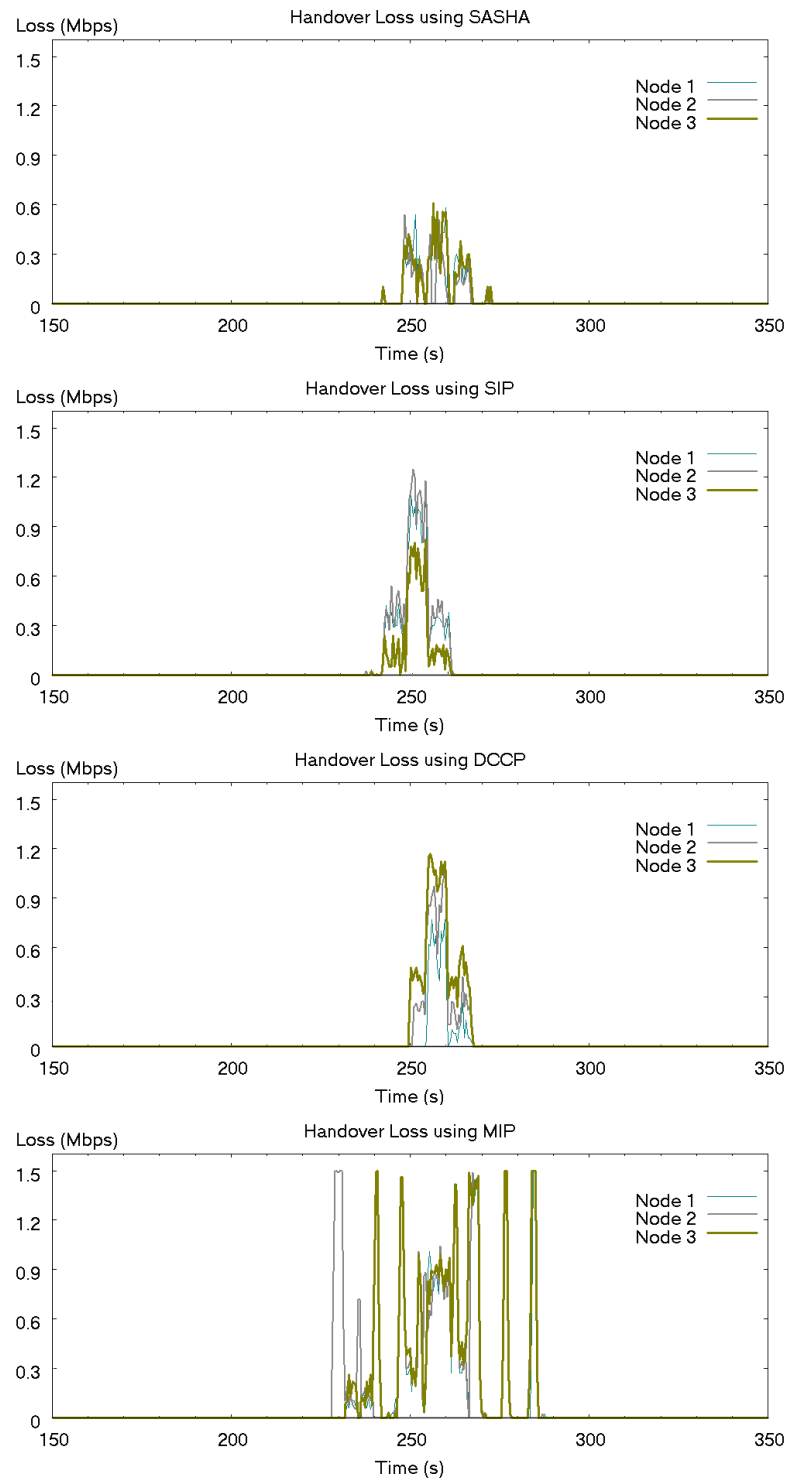 Handover Loss using SASHA
Loss (Mbps)
1.5
1.2
0.9
0.6
0.3
0
Node 1
Node 2
Node 3
150 200 250 300 350
Time (s)
Handover Loss using SIP
Loss (Mbps)
1.5
1.2
0.9
0.6
0.3
0
Node 1
Node 2
Node 3
150 200 250 300 350
Time (s)
Handover Loss using DCCP
Loss (Mbps)
1.5
1.2
0.9
0.6
0.3
0
Node 1
Node 2
Node 3
150 200 250 300 350
Time (s)
Handover Loss using MIP
Loss (Mbps)
1.5
1.2
0.9
0.6
0.3
0
Node 1
Node 2
Node 3
150 200 250 300 350
Time (s)